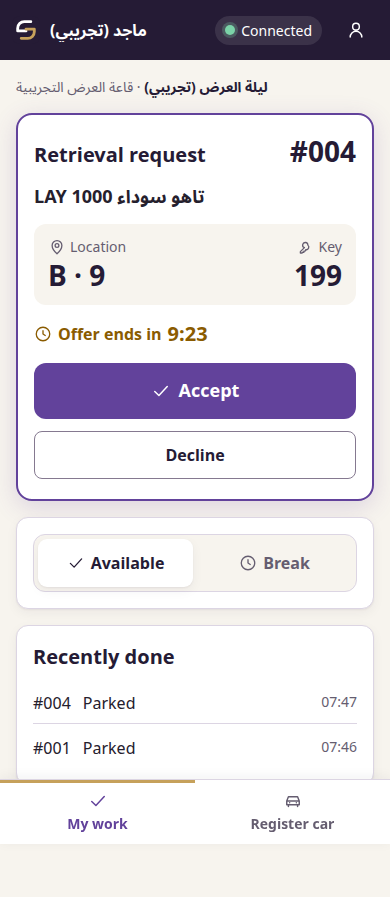 ماجد (تجريبي)
Connected
ليلة العرض (تجريبي) · قاعة العرض التجريبية
Retrieval request
#004
تاهو سوداء LAY 1000
Location
Key
B · 9
199
Offer ends in 9:23
Accept
Decline
Available
Break
Recently done
#004 Parked 07:47
#001 Parked 07:46
My work
Register car